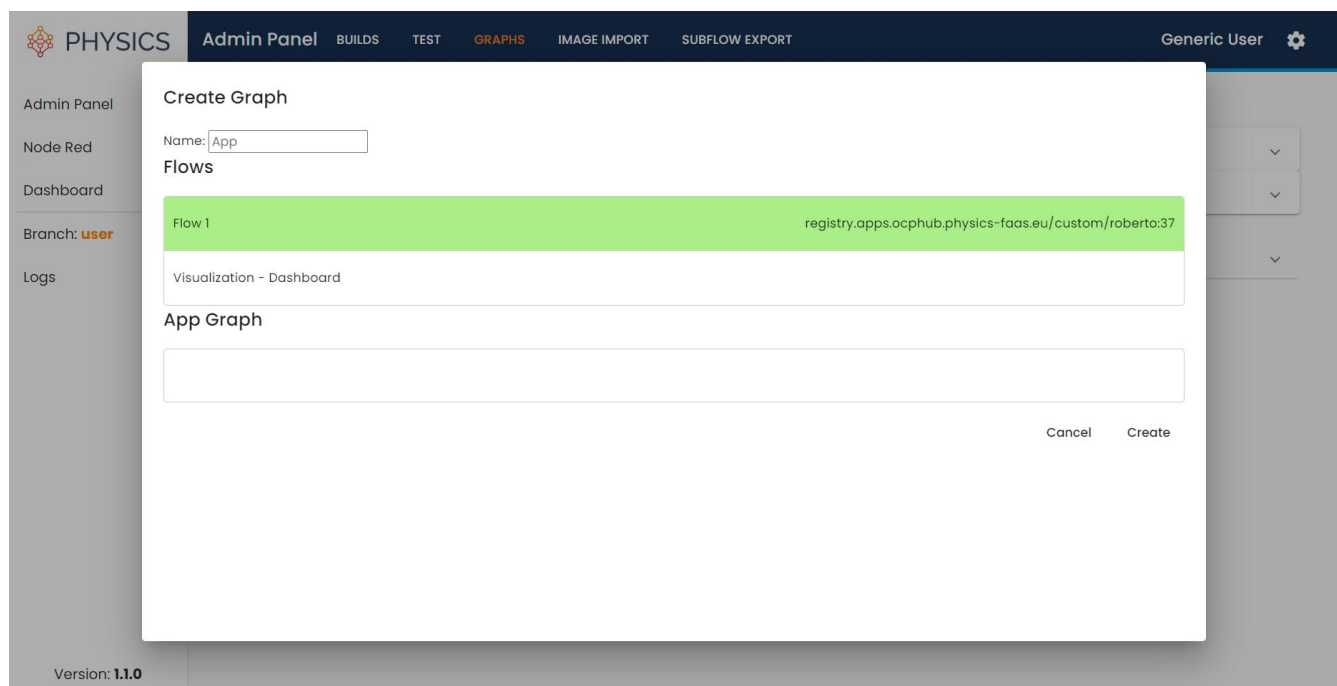 PHYSICS Admin Panel BUILDS TEST GRAPHS IMAGE IMPORT SUBFLOW EXPORT Generic User
Admin Panel
Node Red
Dashboard
Branch: user
Logs
Version: 1.1.0
Create Graph
Name: App
Flows
Flow 1 registry.apps.ocphub.physics-faas.eu/custom/roberto:37
Visualization - Dashboard
App Graph
Cancel Create